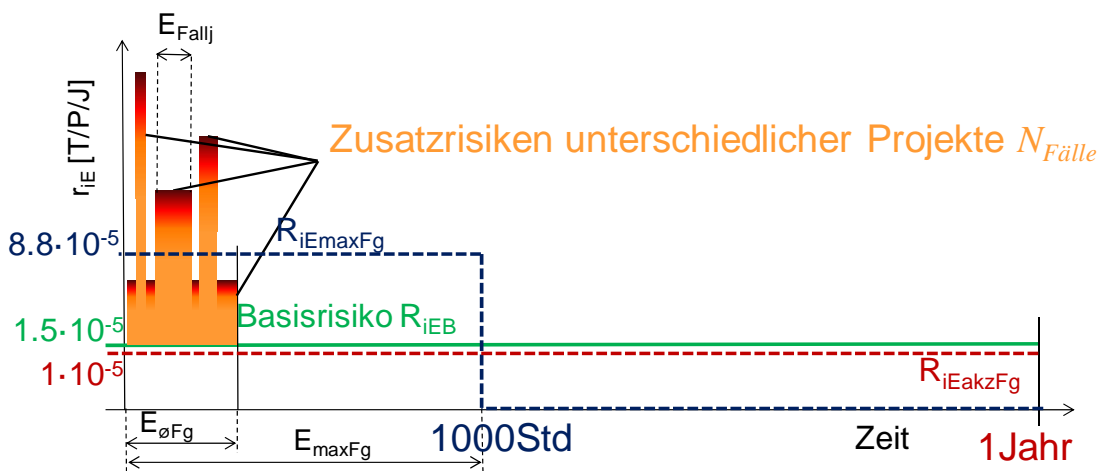 E_Fallj
r_iE [T/P/J]
Zusatzrisiken unterschiedlicher Projekte N_Fälle
8.8·10⁻⁵
R_iEmaxFg
1.5·10⁻⁵
Basisrisiko R_iEB
1·10⁻⁵
R_iEakzFg
E_øFg
E_maxFg
1000Std
Zeit
1Jahr